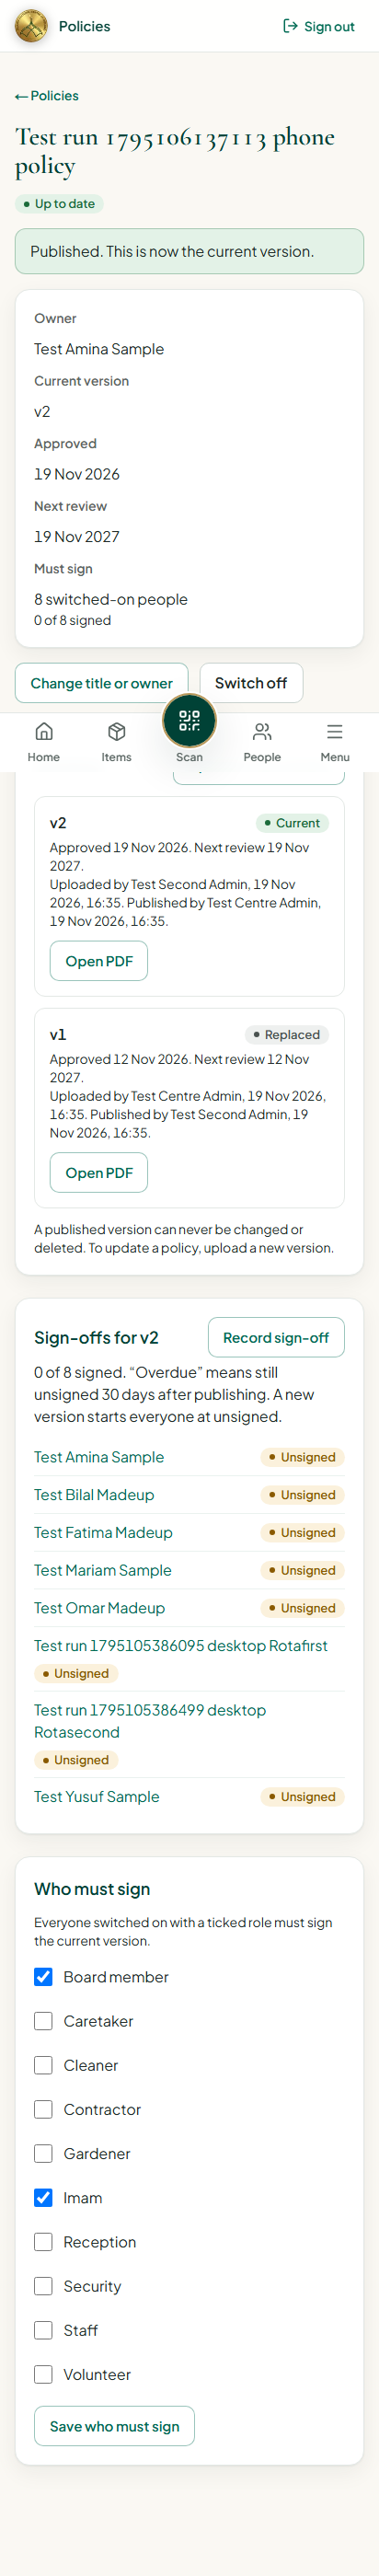 Policies
Sign out
← Policies
Test run 1795106137113 phone
policy
Up to date
Published. This is now the current version.
Owner
Test Amina Sample
Current version
v2
Approved
19 Nov 2026
Next review
19 Nov 2027
Must sign
8 switched-on people
0 of 8 signed
Change title or owner
Switch off
Home
Items
Scan
People
Menu
v2
Current
Approved 19 Nov 2026. Next review 19 Nov
2027.
Uploaded by Test Second Admin, 19 Nov
2026, 16:35. Published by Test Centre Admin,
19 Nov 2026, 16:35.
Open PDF
v1
Replaced
Approved 12 Nov 2026. Next review 12 Nov
2027.
Uploaded by Test Centre Admin, 19 Nov 2026,
16:35. Published by Test Second Admin, 19
Nov 2026, 16:35.
Open PDF
A published version can never be changed or
deleted. To update a policy, upload a new version.
Sign-offs for v2
Record sign-off
0 of 8 signed. “Overdue” means still
unsigned 30 days after publishing. A new
version starts everyone at unsigned.
Test Amina Sample
Unsigned
Test Bilal Madeup
Unsigned
Test Fatima Madeup
Unsigned
Test Mariam Sample
Unsigned
Test Omar Madeup
Unsigned
Test run 1795105386095 desktop Rotafirst
Unsigned
Test run 1795105386499 desktop
Rotasecond
Unsigned
Test Yusuf Sample
Unsigned
Who must sign
Everyone switched on with a ticked role must sign
the current version.
Board member
Caretaker
Cleaner
Contractor
Gardener
Imam
Reception
Security
Staff
Volunteer
Save who must sign